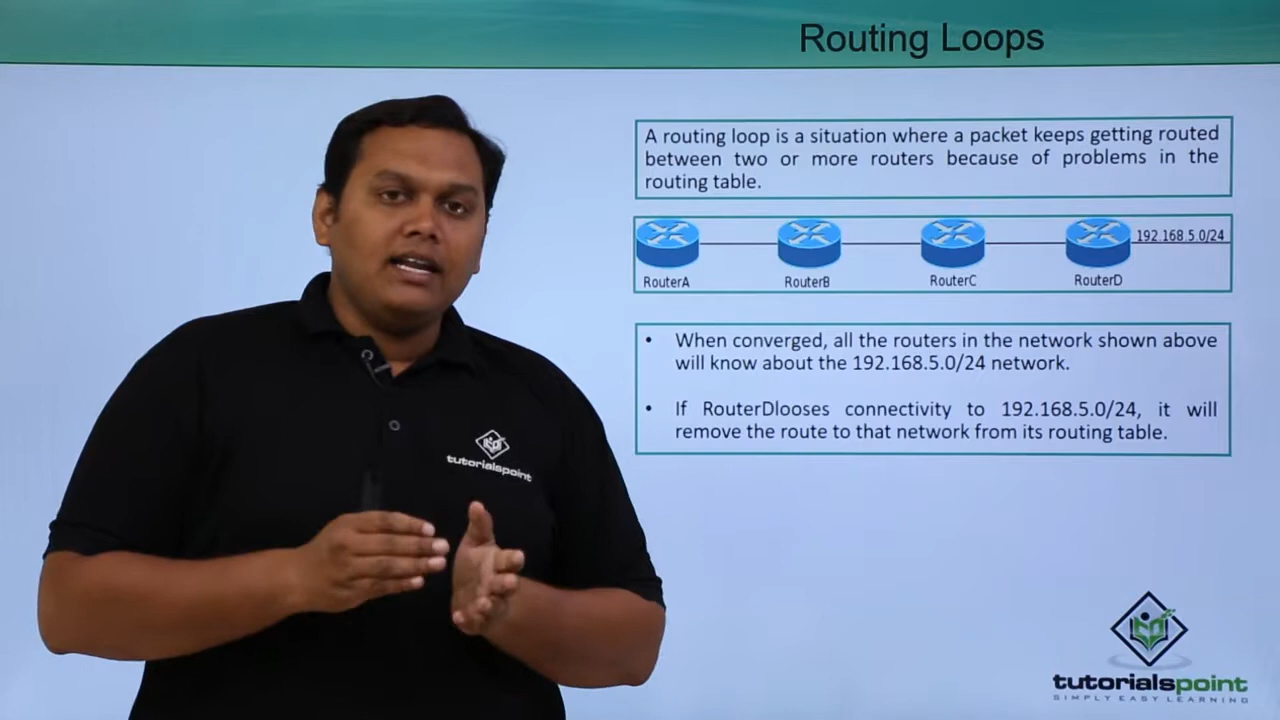 Routing Loops
A routing loop is a situation where a packet keeps getting routed
between two or more routers because of problems in the
routing table.
192.168.5.0/24
RouterA RouterB RouterC RouterD
• When converged, all the routers in the network shown above
will know about the 192.168.5.0/24 network.
• If RouterDlooses connectivity to 192.168.5.0/24, it will
remove the route to that network from its routing table.
tutorialspoint
tutorialspoint
SIMPLY EASY LEARNING